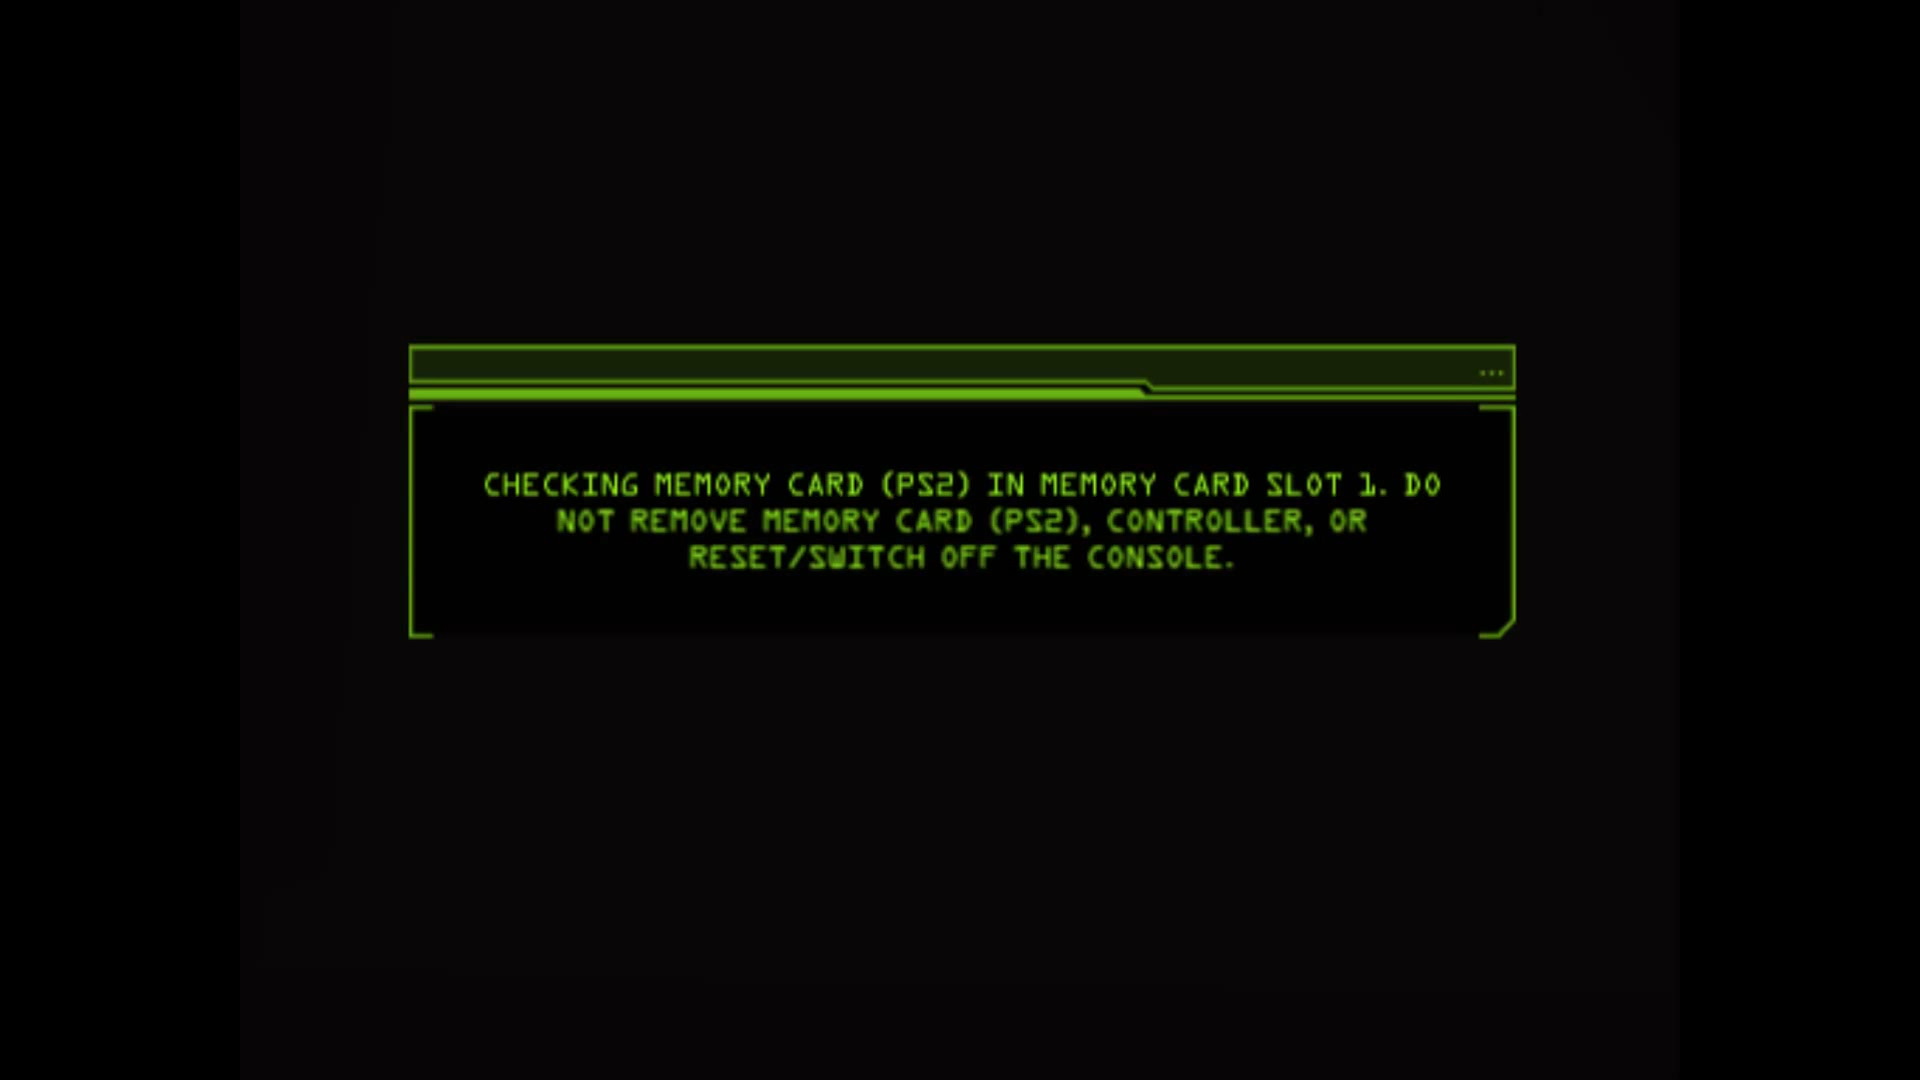 ...
CHECKING MEMORY CARD (PS2) IN MEMORY CARD SLOT 1. DO
NOT REMOVE MEMORY CARD (PS2), CONTROLLER, OR
RESET/SWITCH OFF THE CONSOLE.